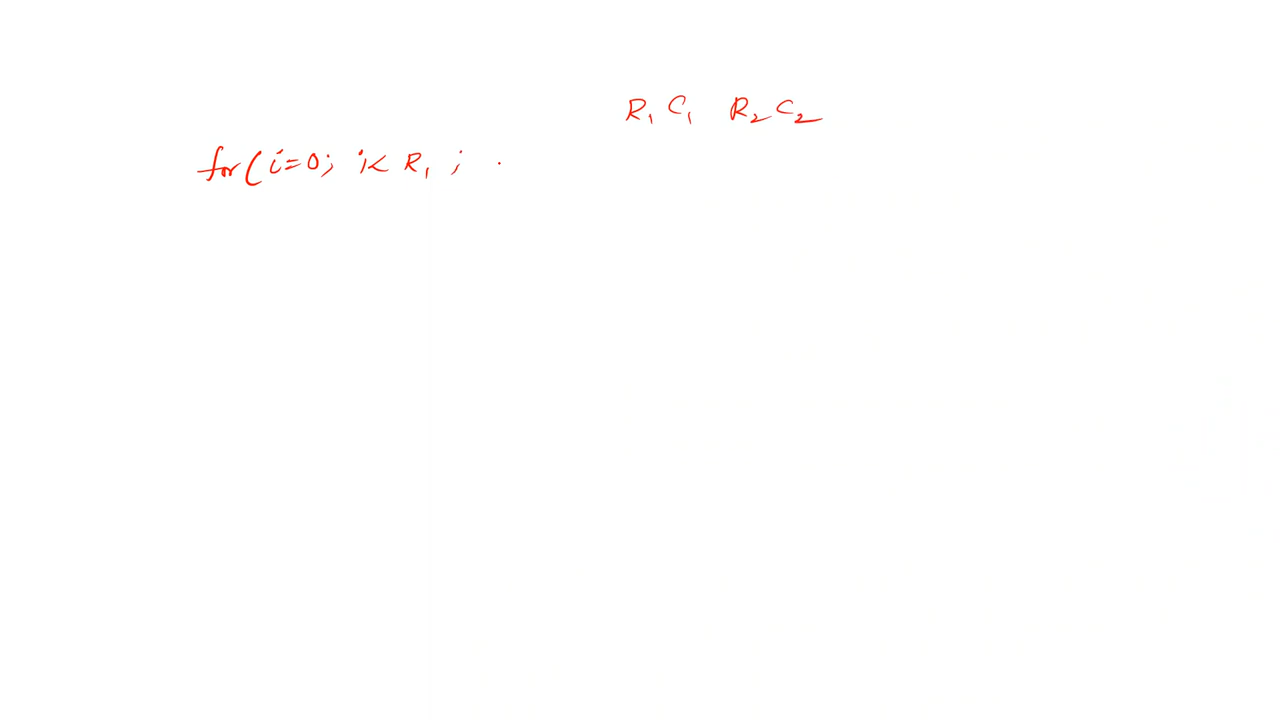 R₁ C₁ R₂ C₂
for(i=0; i< R₁ ;